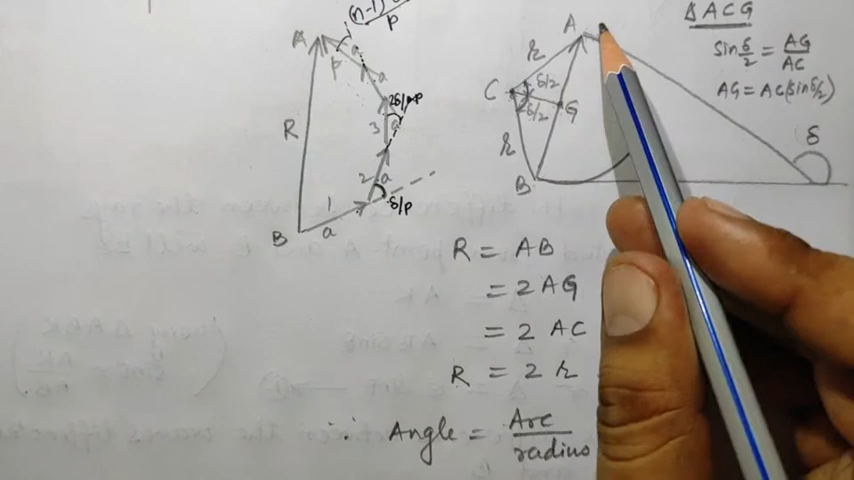 (n-1)
p
A
p
a
a
2δ/p
3
a
R
2
a
δ/p
1
a
B
A
r
C
δ/2
δ/2
G
r
B
δ
Δ ACG
sin δ/2 = AG/AC
AG = AC(sin δ/2)
R = AB
= 2 AG
= 2 AC
R = 2 r
∴ Angle = Arc/radius